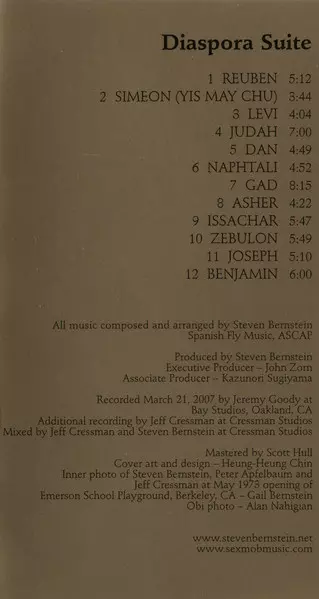 Diaspora Suite
1 REUBEN 5:12
2 SIMEON (YIS MAY CHU) 3:44
3 LEVI 4:04
4 JUDAH 7:00
5 DAN 4:49
6 NAPHTALI 4:52
7 GAD 8:15
8 ASHER 4:22
9 ISSACHAR 5:47
10 ZEBULON 5:49
11 JOSEPH 5:10
12 BENJAMIN 6:00
All music composed and arranged by Steven Bernstein
Spanish Fly Music, ASCAP
Produced by Steven Bernstein
Executive Producer – John Zorn
Associate Producer – Kazunori Sugiyama
Recorded March 21, 2007 by Jeremy Goody at
Bay Studios, Oakland, CA
Additional recording by Jeff Cressman at Cressman Studios
Mixed by Jeff Cressman and Steven Bernstein at Cressman Studios
Mastered by Scott Hull
Cover art and design – Heung-Heung Chin
Inner photo of Steven Bernstein, Peter Apfelbaum and
Jeff Cressman at May 1975 opening of
Emerson School Playground, Berkeley, CA – Gail Bernstein
Obi photo – Alan Nahigian
www.stevenbernstein.net
www.sexmobmusic.com